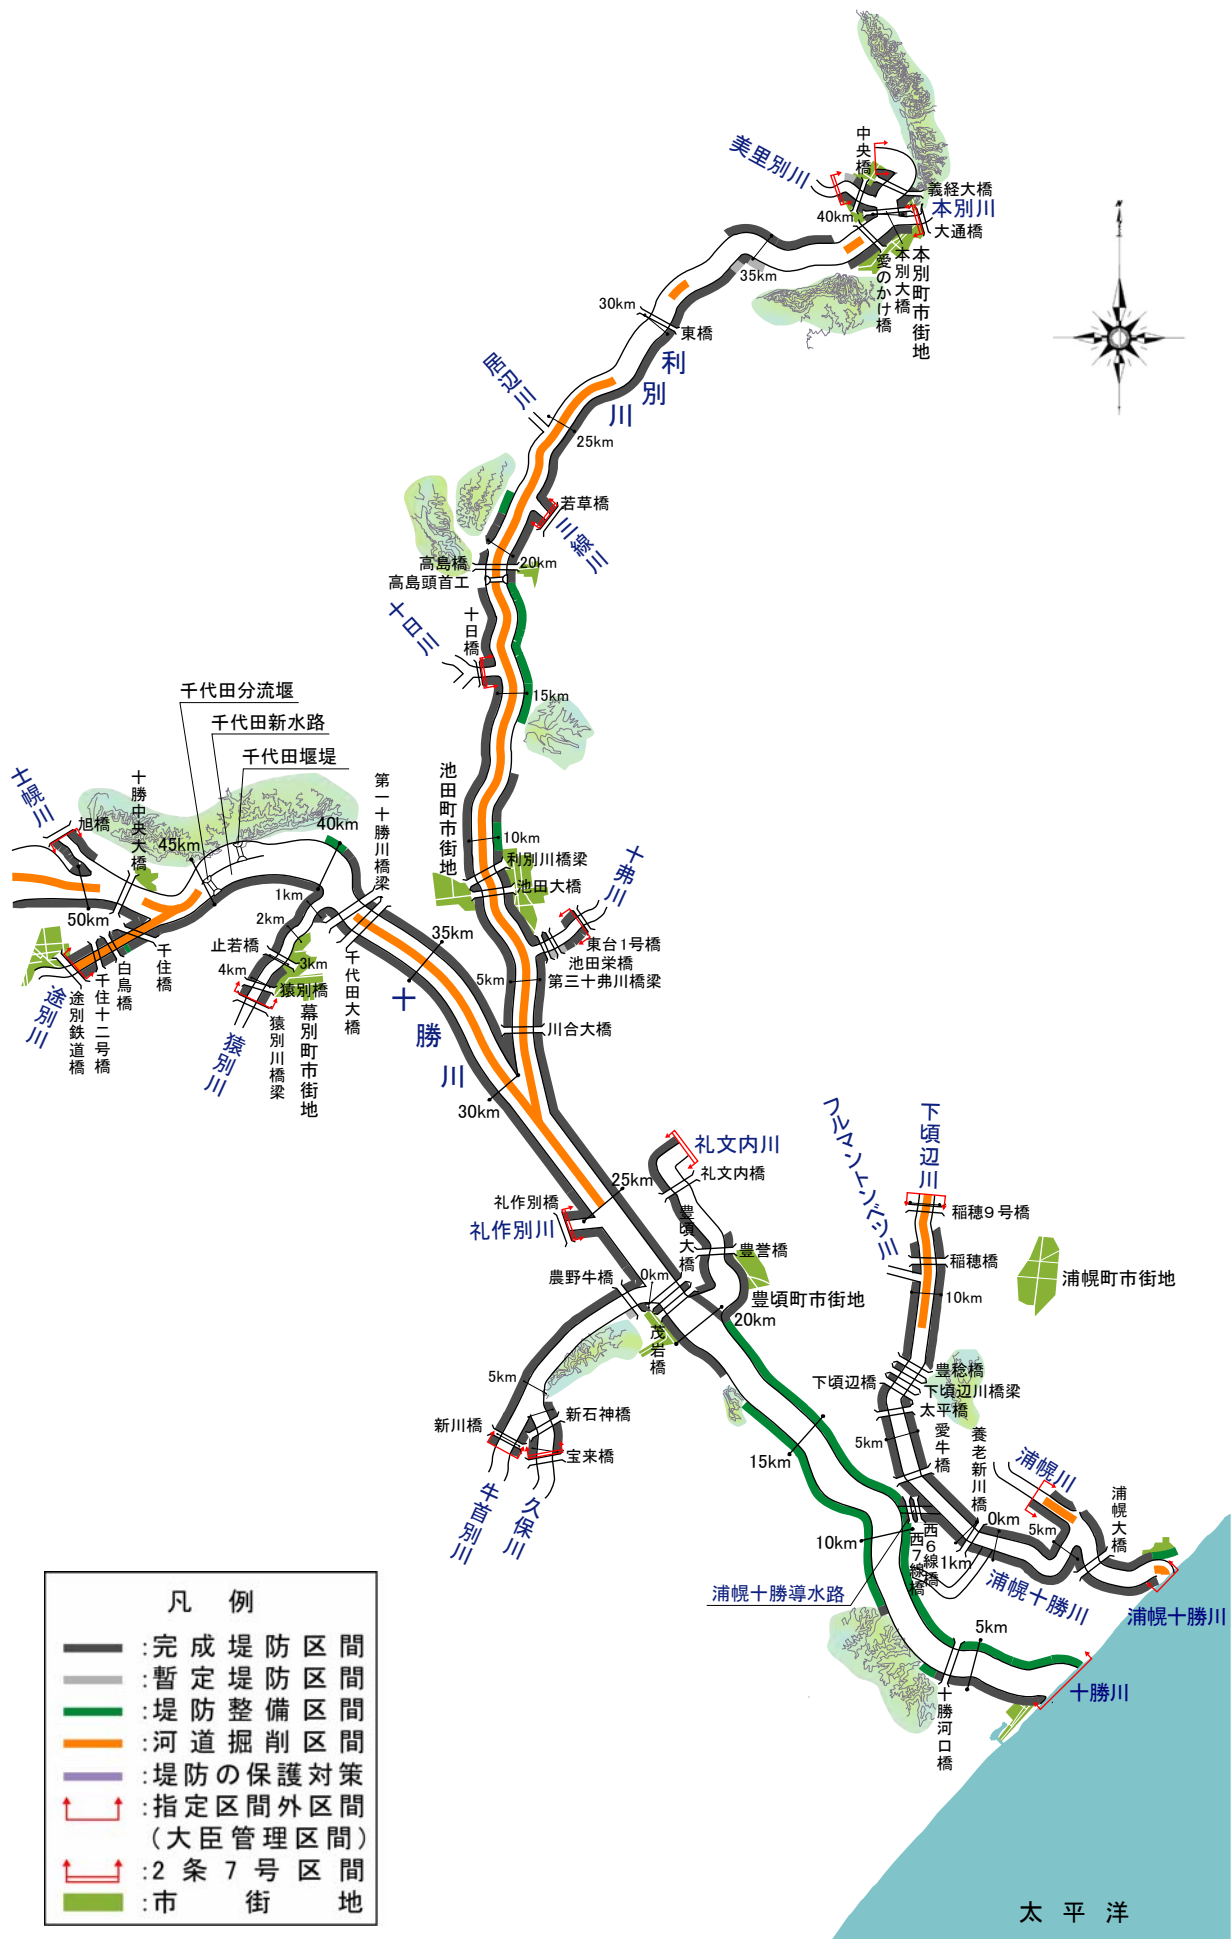 中央橋
美里別川
義経大橋
本別川
40km
大通橋
愛のかけ橋
本別大橋
本別町市街地
35km
30km
東橋
利別川
居辺川
25km
若草橋
三線川
高島橋
20km
高島頭首工
十日川
十日橋
15km
千代田分流堰
千代田新水路
千代田堰堤
士幌川
旭橋
十勝中央大橋
45km
40km
第一十勝川橋梁
池田町市街地
10km
利別川橋梁
池田大橋
十弗川
東台1号橋
池田栄橋
第三十弗川橋梁
5km
川合大橋
50km
1km
2km
止若橋
3km
4km
猿別橋
千住橋
白鳥橋
千住十二号橋
途別鉄道橋
途別川
猿別川
猿別川橋梁
幕別町市街地
千代田大橋
35km
十勝川
30km
25km
礼文内川
礼文内橋
礼作別橋
礼作別川
豊頃大橋
豊誉橋
農野牛橋
0km
豊頃町市街地
20km
茂岩橋
5km
新川橋
新石神橋
宝来橋
牛首別川
久保川
フルマントンベツ川
下頃辺川
稲穂9号橋
稲穂橋
10km
浦幌町市街地
豊稔橋
下頃辺橋
下頃辺川橋梁
太平橋
5km
愛牛橋
養老新川橋
15km
10km
西7線橋
西6線橋
1km
0km
浦幌川
5km
浦幌大橋
浦幌十勝川
浦幌十勝川
浦幌十勝導水路
5km
十勝川
十勝河口橋
太平洋
凡例
:完成堤防区間
:暫定堤防区間
:堤防整備区間
:河道掘削区間
:堤防の保護対策
:指定区間外区間
(大臣管理区間)
:2条7号区間
:市街地